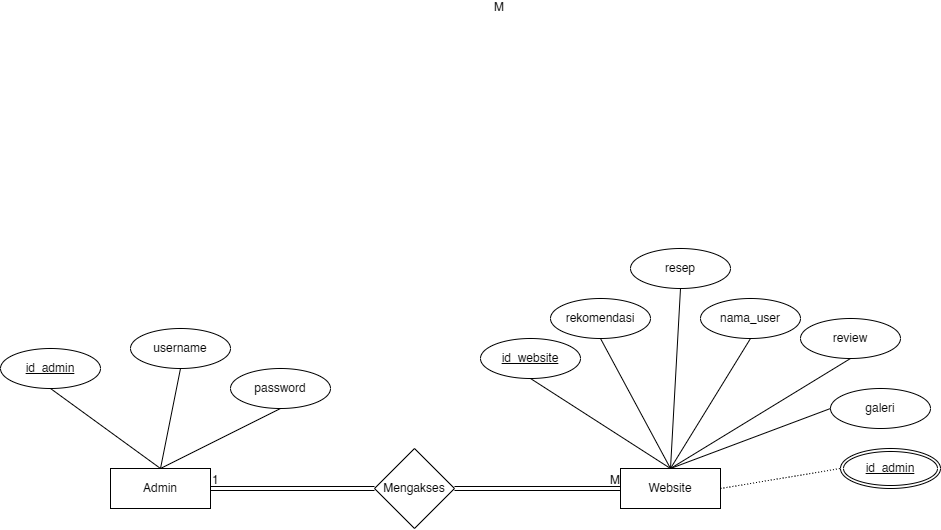 M
resep
rekomendasi
nama_user
review
username
id_website
id_admin
password
galeri
id_admin
1
M
Admin
Mengakses
Website